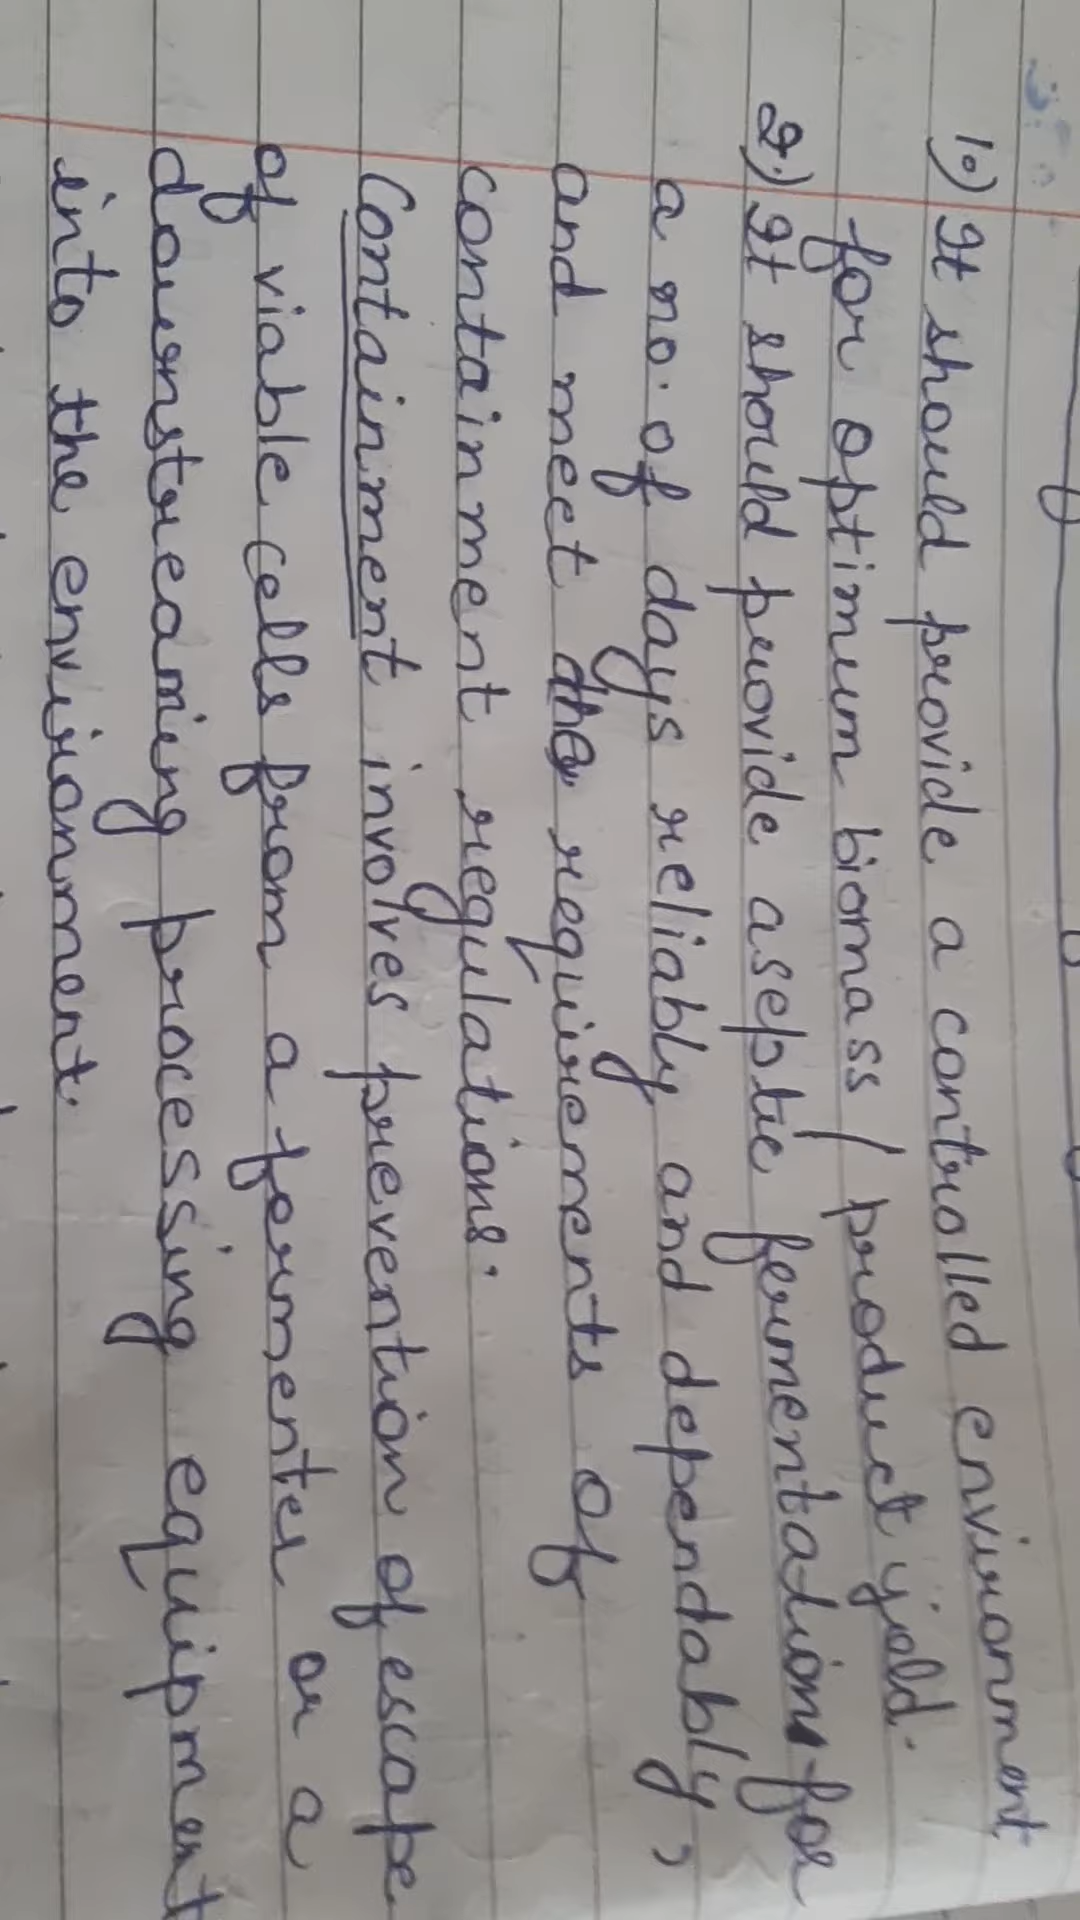 1.) It should provide a controlled environment
for optimum biomass / product yield.
2.) It should provide aseptic fermentation for
a no. of days reliably and dependably,
and meet the requirements of
containment regulations.
Containment involves prevention of escape
of viable cells from a fermenter or a
downstreaming processing equipment
into the environment.